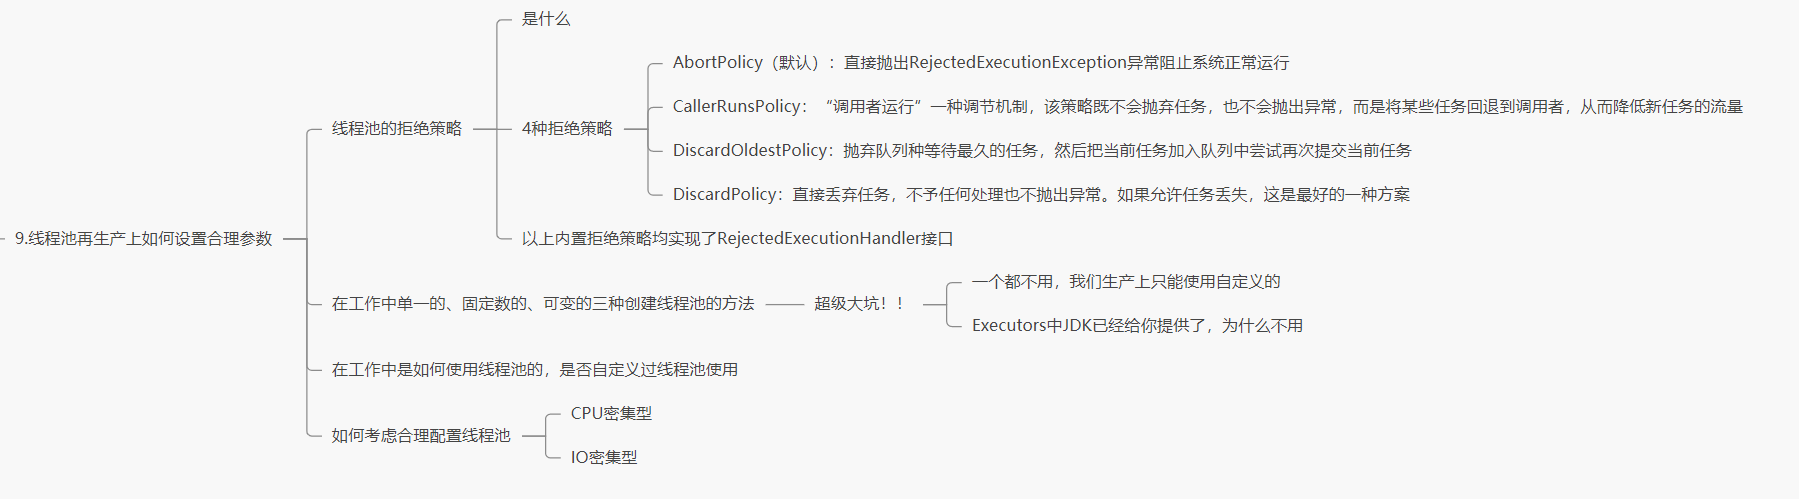 9.线程池再生产上如何设置合理参数
线程池的拒绝策略
是什么
4种拒绝策略
AbortPolicy（默认）：直接抛出RejectedExecutionException异常阻止系统正常运行
CallerRunsPolicy：“调用者运行”一种调节机制，该策略既不会抛弃任务，也不会抛出异常，而是将某些任务回退到调用者，从而降低新任务的流量
DiscardOldestPolicy：抛弃队列种等待最久的任务，然后把当前任务加入队列中尝试再次提交当前任务
DiscardPolicy：直接丢弃任务，不予任何处理也不抛出异常。如果允许任务丢失，这是最好的一种方案
以上内置拒绝策略均实现了RejectedExecutionHandler接口
在工作中单一的、固定数的、可变的三种创建线程池的方法
超级大坑！！
一个都不用，我们生产上只能使用自定义的
Executors中JDK已经给你提供了，为什么不用
在工作中是如何使用线程池的，是否自定义过线程池使用
如何考虑合理配置线程池
CPU密集型
IO密集型